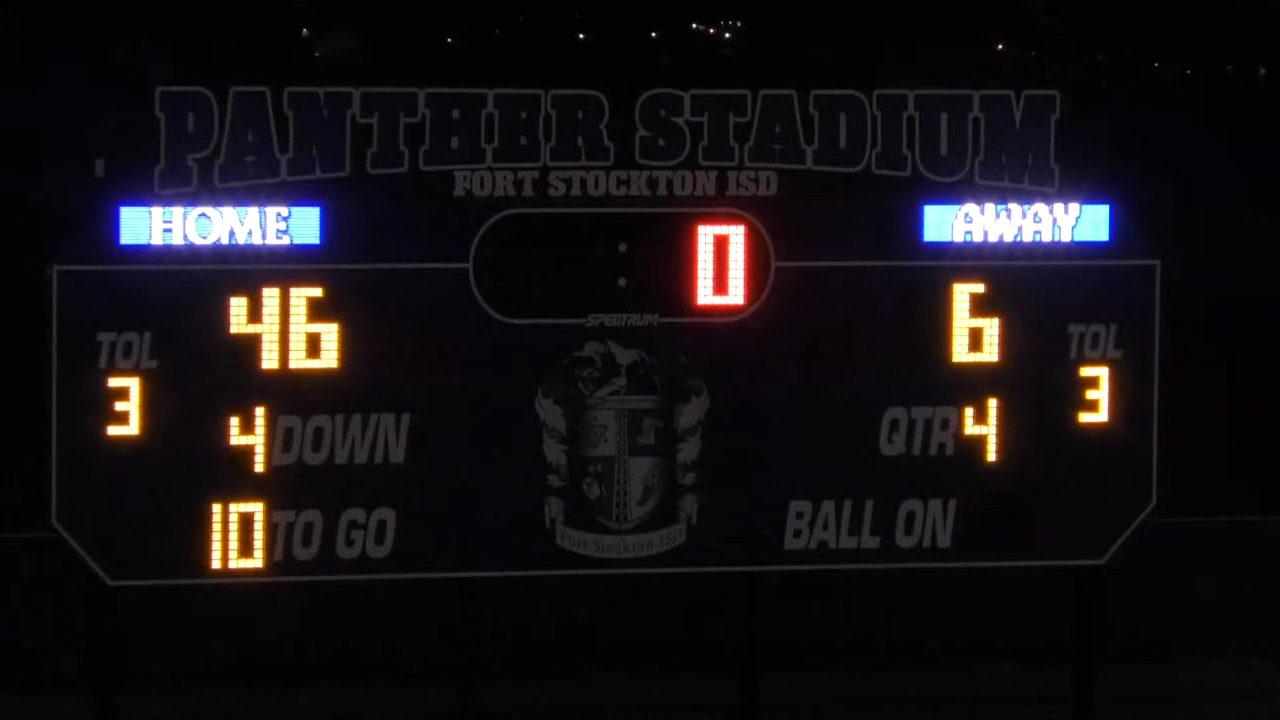 PANTHER STADIUM
FORT STOCKTON ISD
HOME
0
AWAY
46
SPECTRUM
6
TOL
3
TOL
3
4 DOWN
QTR 4
10 TO GO
BALL ON
Fort Stockton ISD